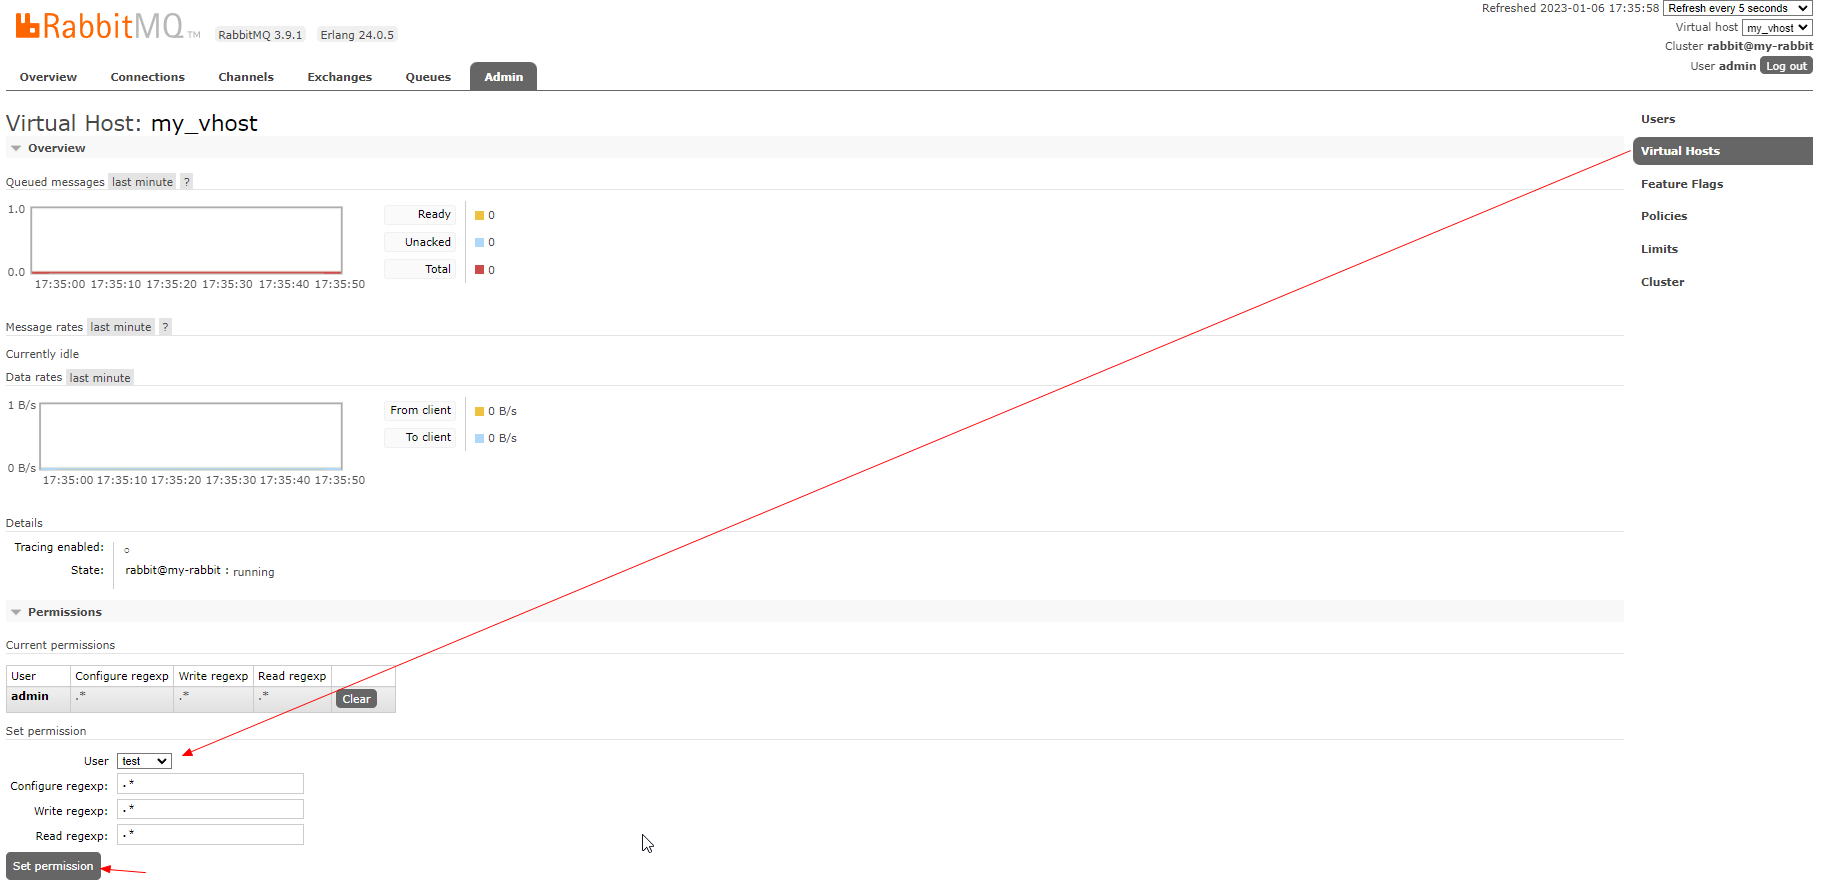 Refreshed 2023-01-06 17:35:58 Refresh every 5 seconds
RabbitMQ TM RabbitMQ 3.9.1 Erlang 24.0.5
Virtual host my_vhost
Cluster rabbit@my-rabbit
User admin Log out
Overview Connections Channels Exchanges Queues Admin
Virtual Host: my_vhost
Overview
Queued messages last minute ?
1.0
0.0
17:35:00 17:35:10 17:35:20 17:35:30 17:35:40 17:35:50
Ready 0
Unacked 0
Total 0
Message rates last minute ?
Currently idle
Data rates last minute
1 B/s
0 B/s
17:35:00 17:35:10 17:35:20 17:35:30 17:35:40 17:35:50
From client 0 B/s
To client 0 B/s
Details
Tracing enabled: ○
State: rabbit@my-rabbit : running
Permissions
Current permissions
User Configure regexp Write regexp Read regexp
admin .* .* .* Clear
Set permission
User test
Configure regexp: .*
Write regexp: .*
Read regexp: .*
Set permission
Users
Virtual Hosts
Feature Flags
Policies
Limits
Cluster